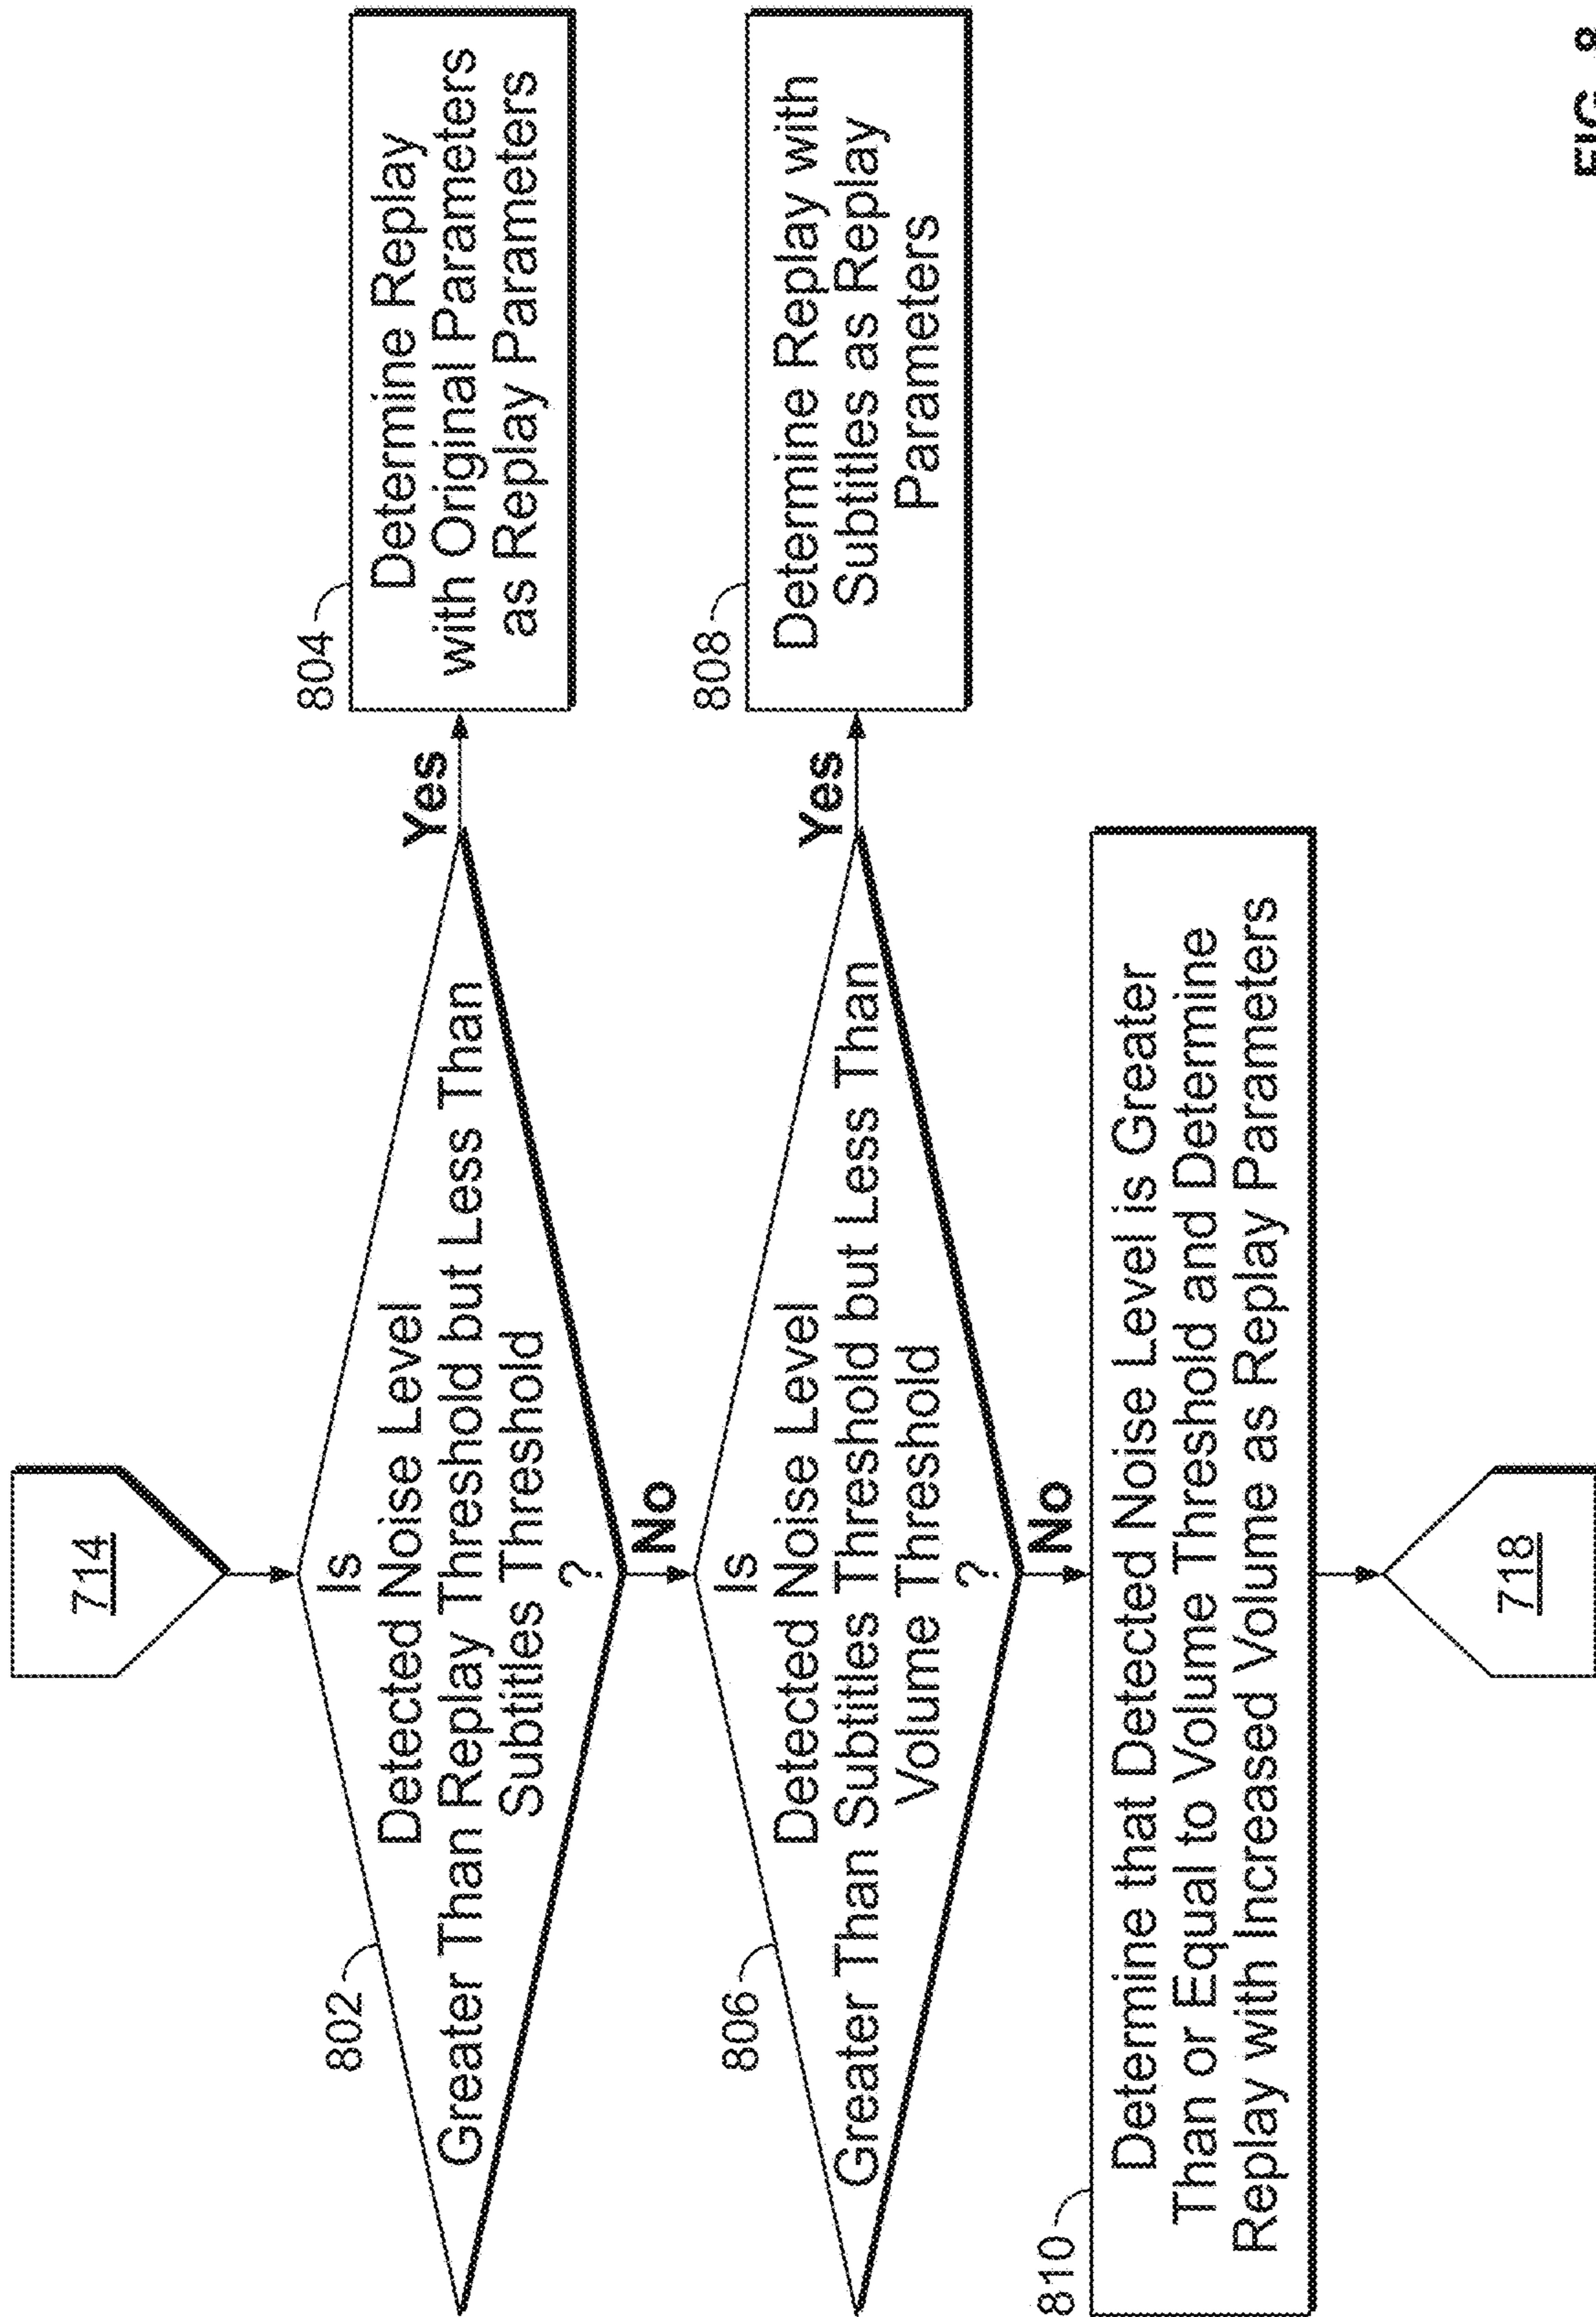 714
802
Is
Detected Noise Level
Greater Than Replay Threshold but Less Than
Subtitles Threshold
?
Yes
804
Determine Replay
with Original Parameters
as Replay Parameters
No
806
Is
Detected Noise Level
Greater Than Subtitles Threshold but Less Than
Volume Threshold
?
Yes
808
Determine Replay with
Subtitles as Replay
Parameters
No
810
Determine that Detected Noise Level is Greater
Than or Equal to Volume Threshold and Determine
Replay with Increased Volume as Replay Parameters
718
FIG. 8